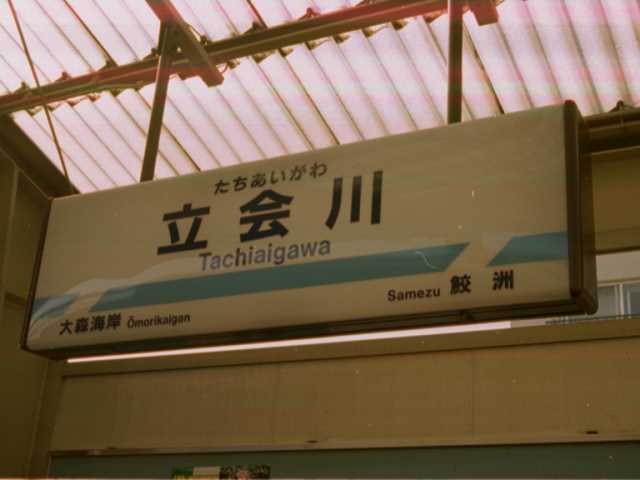 たちあいがわ
立会川
Tachiaigawa
大森海岸 Ōmorikaigan
Samezu 鮫洲